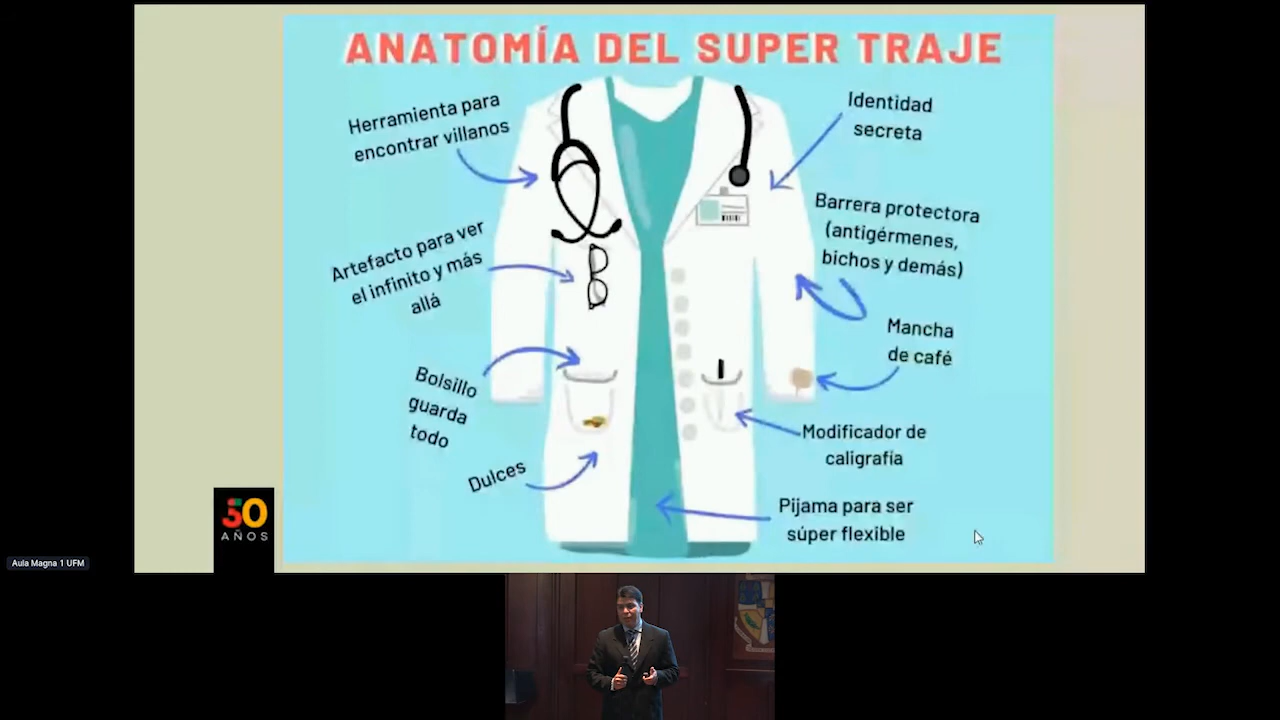 ANATOMÍA DEL SUPER TRAJE
Herramienta para
encontrar villanos
Identidad
secreta
Artefacto para ver
el infinito y más
allá
Barrera protectora
(antigérmenes,
bichos y demás)
Mancha
de café
Bolsillo
guarda
todo
Modificador de
caligrafía
Dulces
Pijama para ser
súper flexible
50
AÑOS
Aula Magna 1 UFM